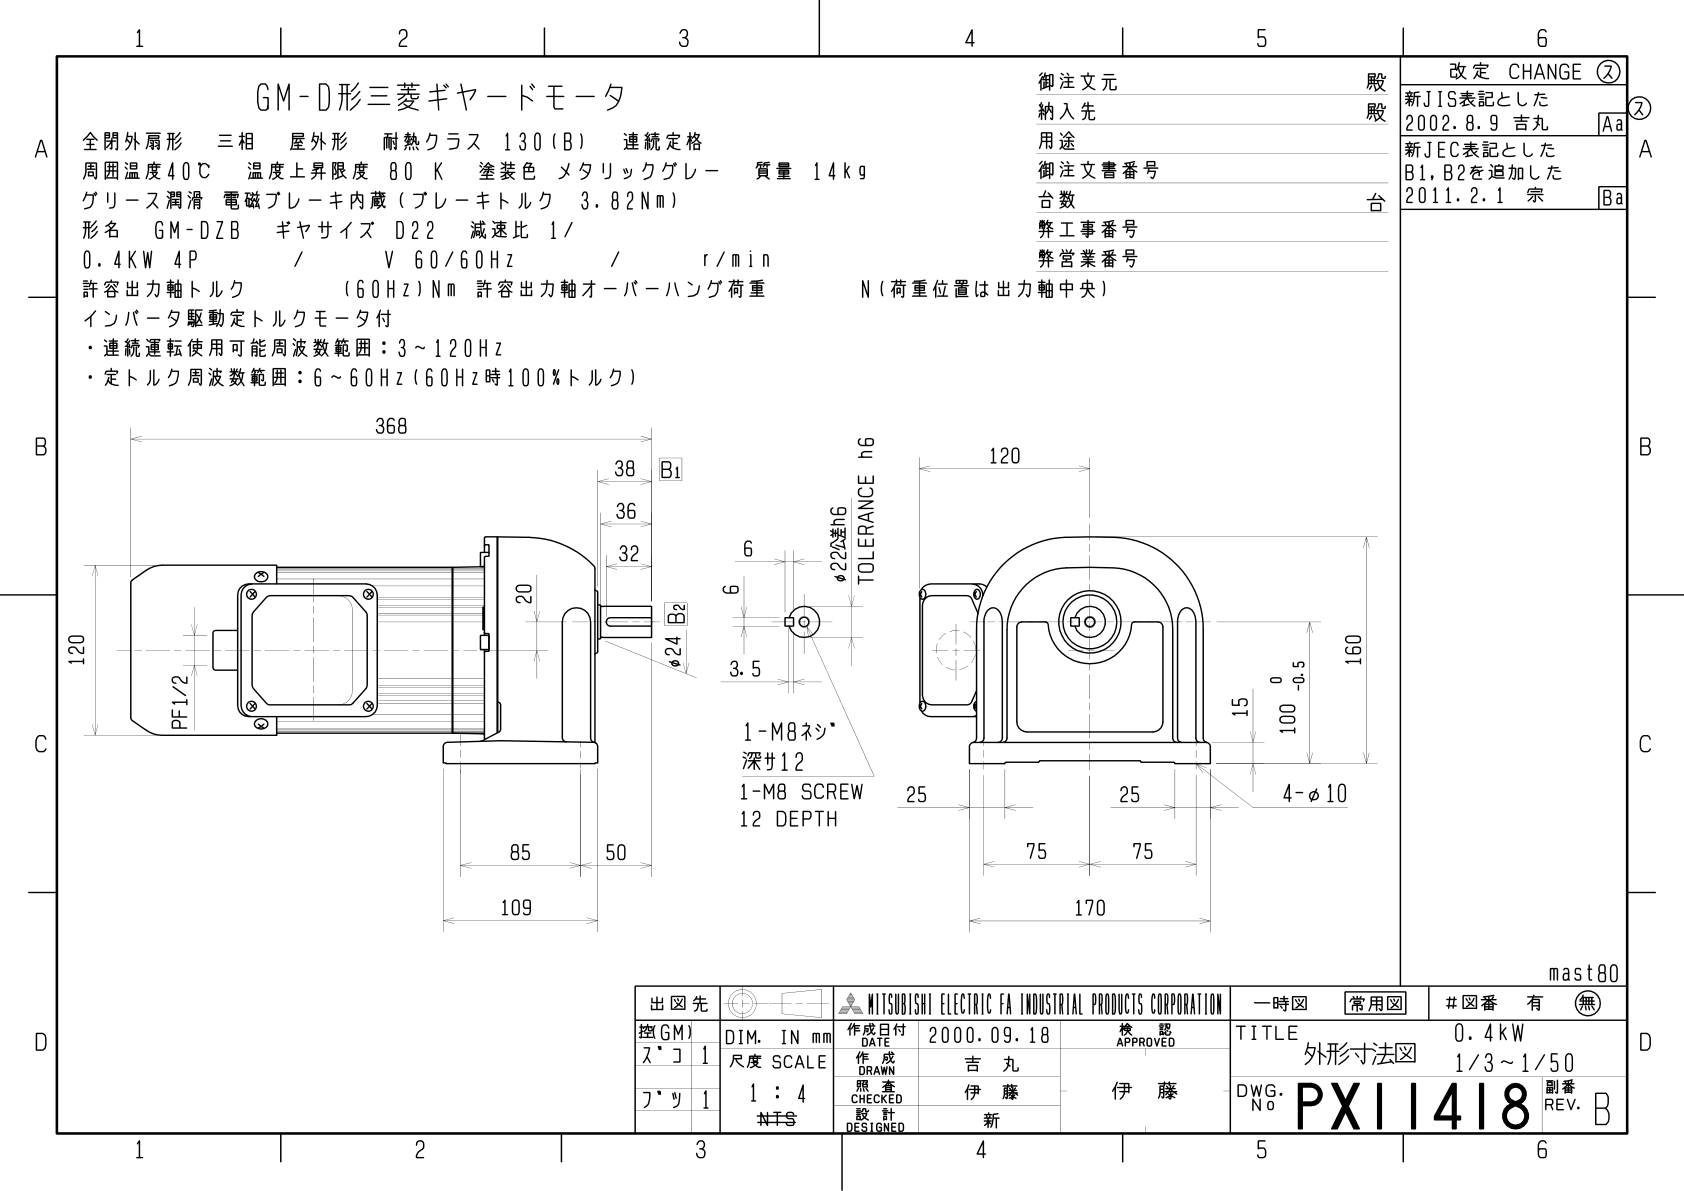 1 2 3 4 5 6
GM-D形三菱ギヤードモータ
全閉外扇形 三相 屋外形 耐熱クラス 130(B) 連続定格
周囲温度40℃ 温度上昇限度 80 K 塗装色 メタリックグレー 質量 14kg
グリース潤滑 電磁ブレーキ内蔵(ブレーキトルク 3.82Nm)
形名 GM-DZB ギヤサイズ D22 減速比 1/
0.4KW 4P / V 60/60Hz / r/min
許容出力軸トルク (60Hz)Nm 許容出力軸オーバーハング荷重 N(荷重位置は出力軸中央)
インバータ駆動定トルクモータ付
・連続運転使用可能周波数範囲:3~120Hz
・定トルク周波数範囲:6~60Hz(60Hz時100%トルク)
御注文元 殿
納入先 殿
用途
御注文書番号
台数 台
弊工事番号
弊営業番号
改定 CHANGE ス
新JIS表記とした
2002.8.9 吉丸 Aa
新JEC表記とした
B1,B2を追加した
2011.2.1 宗 Ba
ス
A
A
B
B
C
C
D
D
368
38 B1
36
32
20
120
PF1/2
φ24 B2
85 50
109
6
6
3.5
φ22公差h6
TOLERANCE h6
1-M8ネジ
深サ12
1-M8 SCREW
12 DEPTH
120
160
15
100 0 -0.5
25 25
4-φ10
75 75
170
mast80
出図先
控(GM)
ズコ 1
ブツ 1
DIM. IN mm
尺度 SCALE
1 : 4
NTS
MITSUBISHI ELECTRIC FA INDUSTRIAL PRODUCTS CORPORATION
作成日付 DATE 2000.09.18
作成 DRAWN 吉丸
照査 CHECKED 伊藤
設計 DESIGNED 新
検認 APPROVED
伊藤
一時図 常用図 #図番 有 無
TITLE 0.4kW
外形寸法図 1/3~1/50
DWG. No PX11418 副番 REV. B
1 2 3 4 5 6